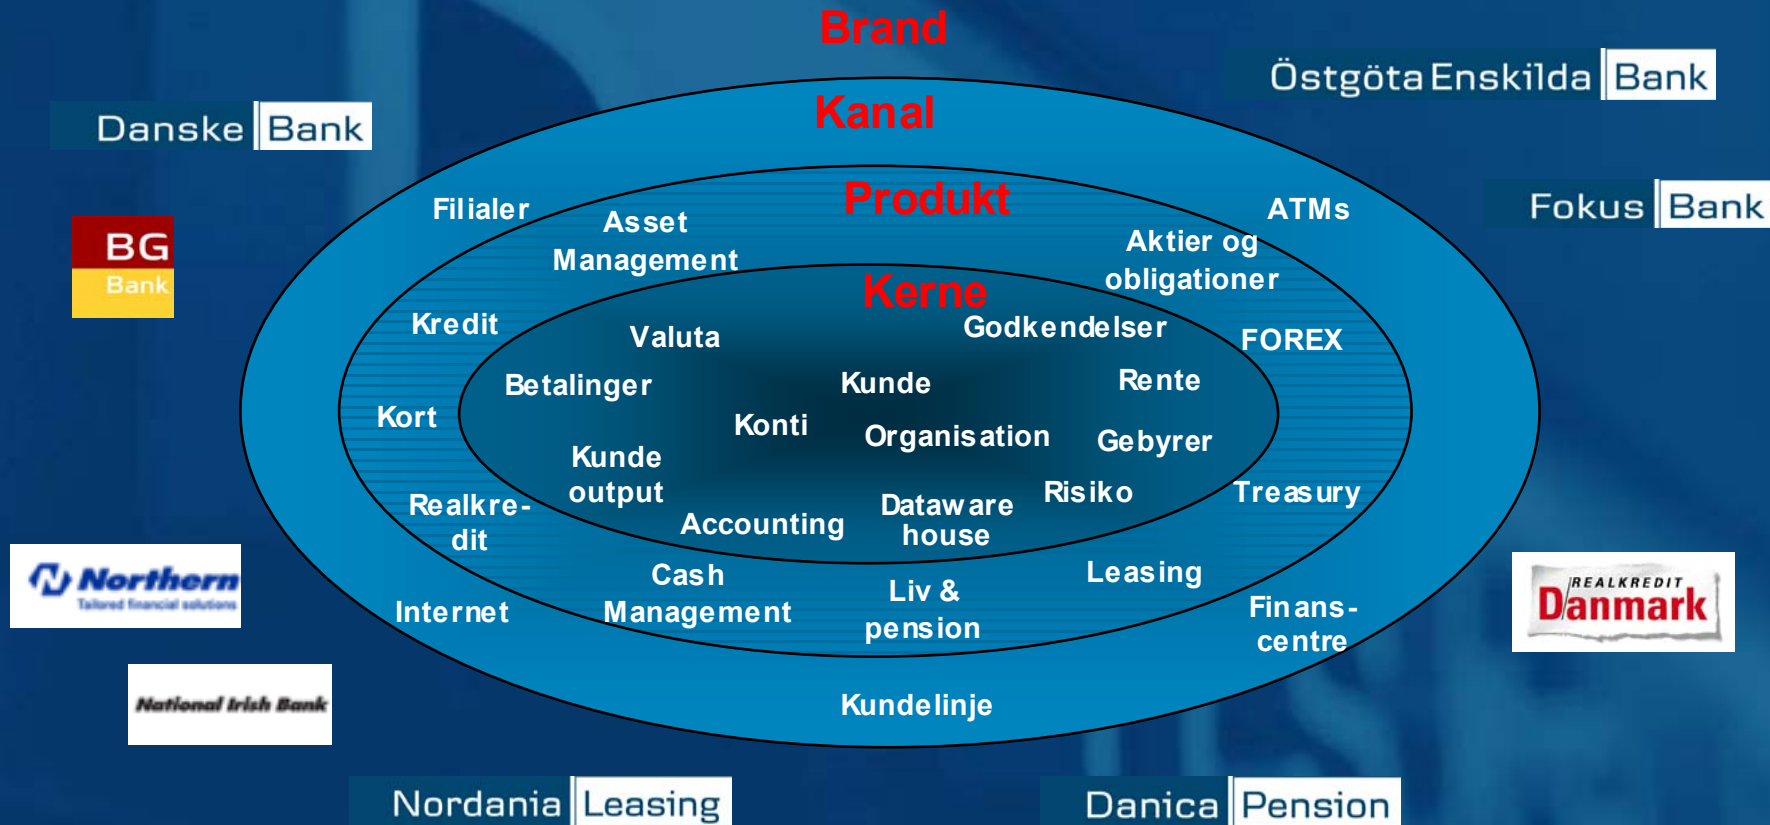 Brand
Östgöta Enskilda Bank
Kanal
Danske Bank
Produkt
Filialer
ATMs
Fokus Bank
Asset
Management
Aktier og
obligationer
BG
Bank
Kerne
Kredit
Valuta
Godkendelser
FOREX
Betalinger
Kunde
Rente
Kort
Konti
Organisation
Gebyrer
Kunde
output
Realkre-
dit
Accounting
Dataware
house
Risiko
Treasury
Northern
Tailored financial solutions
Internet
Cash
Management
Liv &
pension
Leasing
Finans-
centre
REALKREDIT
Danmark
National Irish Bank
Kundelinje
Nordania Leasing
Danica Pension